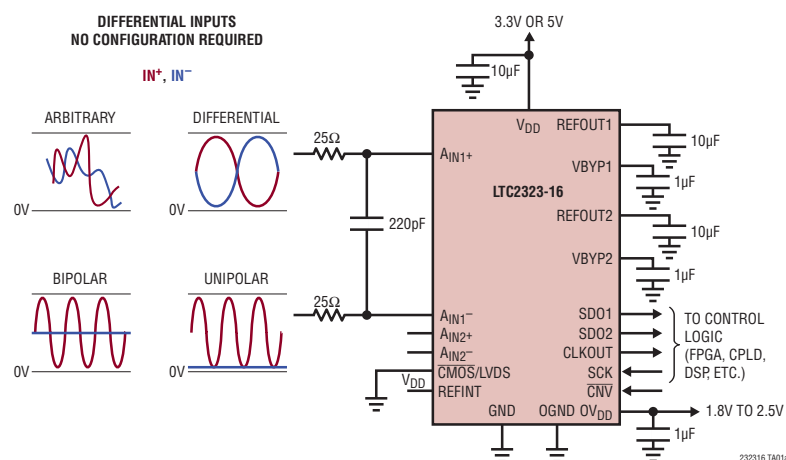 DIFFERENTIAL INPUTS
NO CONFIGURATION REQUIRED
IN+, IN−
ARBITRARY
0V
DIFFERENTIAL
0V
BIPOLAR
0V
UNIPOLAR
0V
25Ω
220pF
25Ω
3.3V OR 5V
10µF
VDD
REFOUT1
10µF
AIN1+
VBYP1
1µF
LTC2323-16
REFOUT2
10µF
VBYP2
1µF
AIN1−
AIN2+
AIN2−
CMOS/LVDS
VDD
REFINT
SDO1
SDO2
CLKOUT
SCK
CNV
TO CONTROL
LOGIC
(FPGA, CPLD,
DSP, ETC.)
GND
OGND
OVDD
1.8V TO 2.5V
1µF